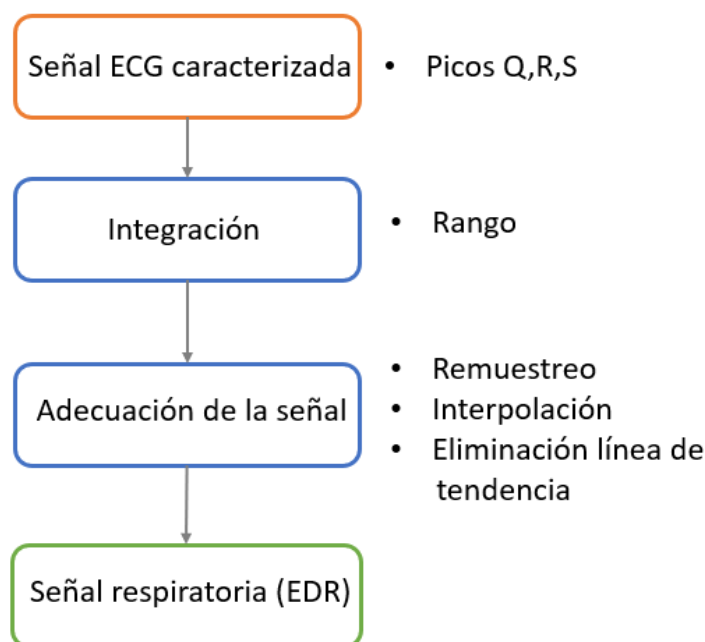 Señal ECG caracterizada
• Picos Q,R,S
Integración
• Rango
Adecuación de la señal
• Remuestreo
• Interpolación
• Eliminación línea de
tendencia
Señal respiratoria (EDR)